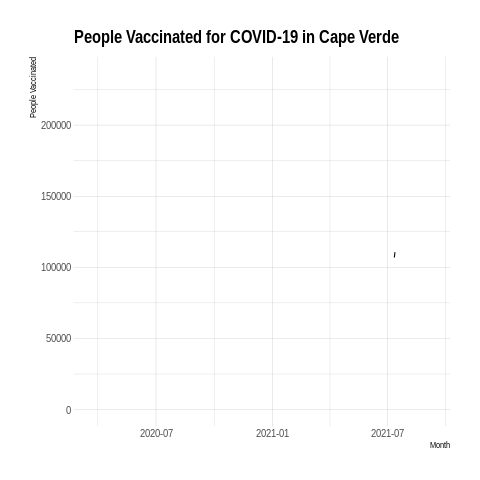 People Vaccinated for COVID-19 in Cape Verde
People Vaccinated
200000
150000
100000
50000
0
2020-07
2021-01
2021-07
Month